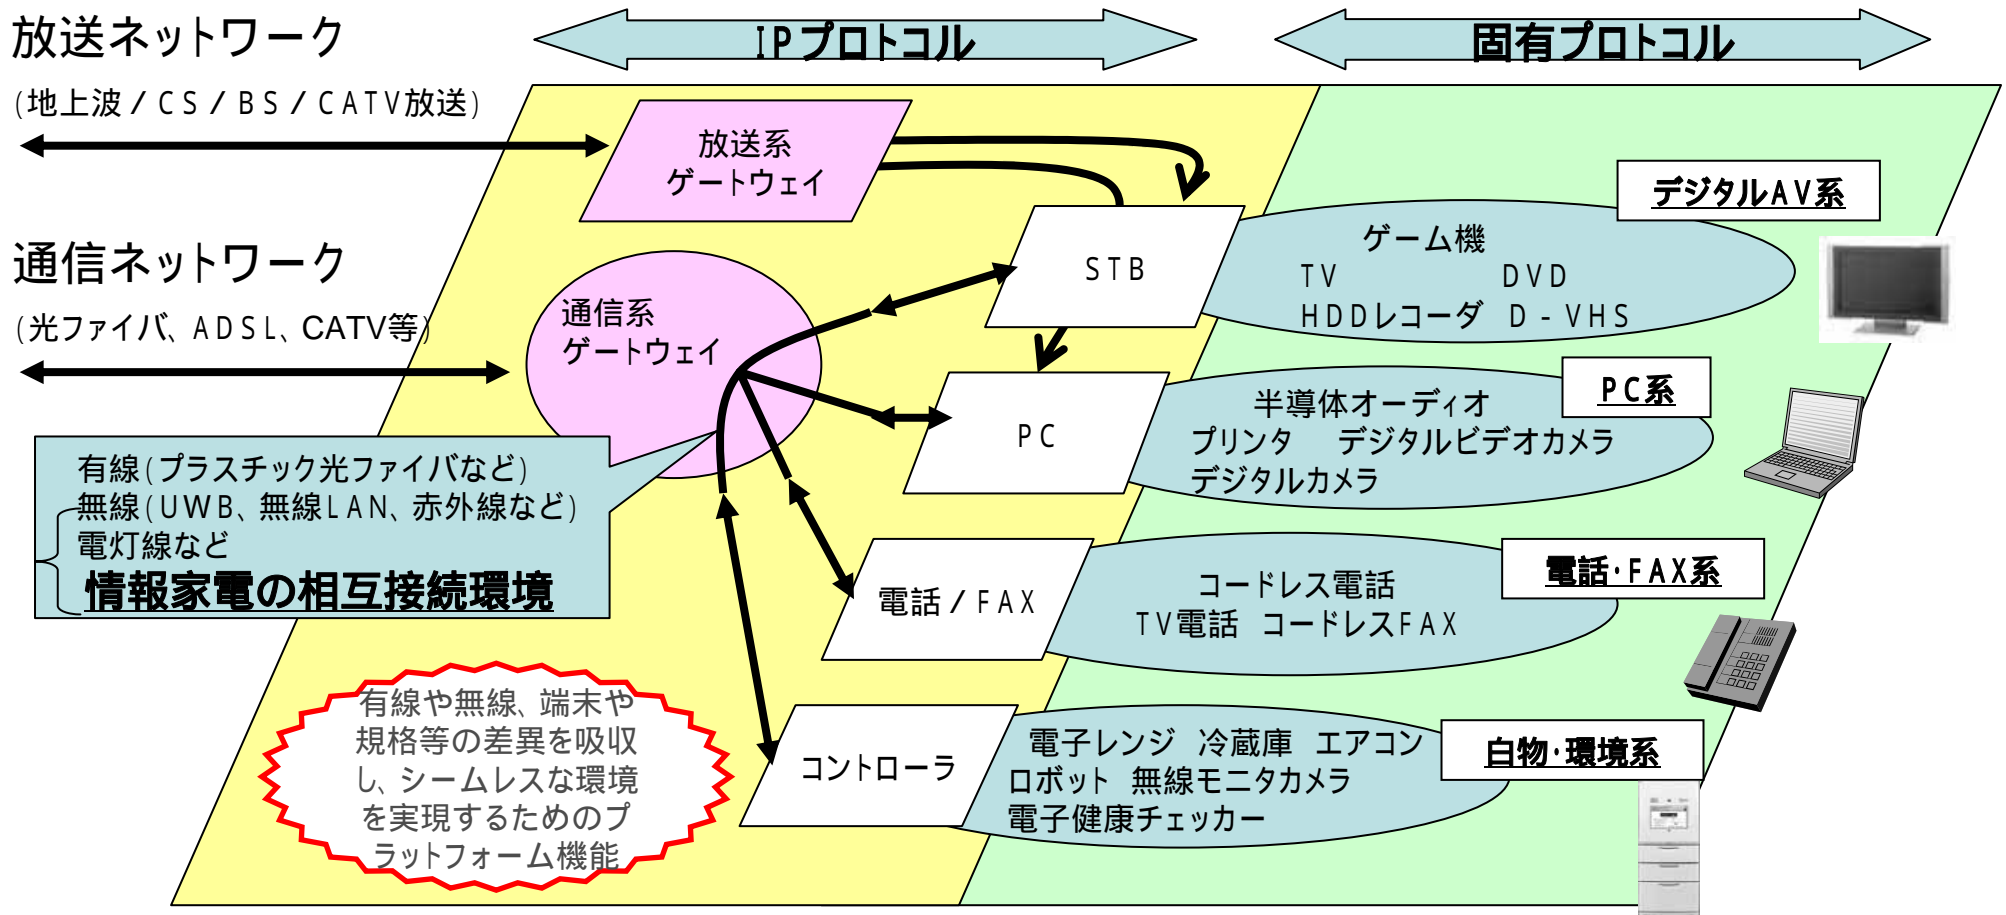 放送ネットワーク
(地上波/CS/BS/CATV放送)
通信ネットワーク
(光ファイバ、ADSL、CATV等)
IPプロトコル
固有プロトコル
放送系
ゲートウェイ
通信系
ゲートウェイ
有線(プラスチック光ファイバなど)
無線(UWB、無線LAN、赤外線など)
電灯線など
情報家電の相互接続環境
有線や無線、端末や
規格等の差異を吸収
し、シームレスな環境
を実現するためのプ
ラットフォーム機能
STB
デジタルAV系
ゲーム機
TV DVD
HDDレコーダ D-VHS
PC
PC系
半導体オーディオ
プリンタ デジタルビデオカメラ
デジタルカメラ
電話/FAX
電話・FAX系
コードレス電話
TV電話 コードレスFAX
コントローラ
白物・環境系
電子レンジ 冷蔵庫 エアコン
ロボット 無線モニタカメラ
電子健康チェッカー